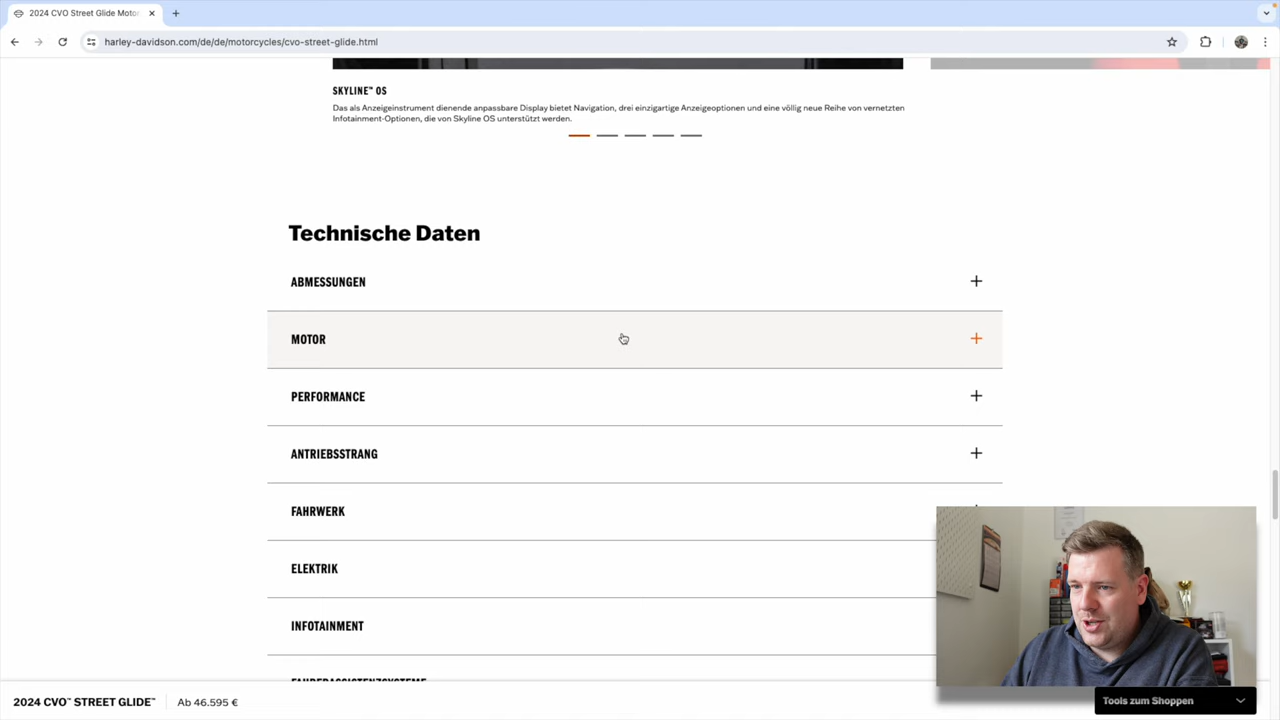 2024 CVO Street Glide Motor
harley-davidson.com/de/de/motorcycles/cvo-street-glide.html
SKYLINE™ OS
Das als Anzeigeinstrument dienende anpassbare Display bietet Navigation, drei einzigartige Anzeigeoptionen und eine völlig neue Reihe von vernetzten
Infotainment-Optionen, die von Skyline OS unterstützt werden.
Technische Daten
ABMESSUNGEN
MOTOR
PERFORMANCE
ANTRIEBSSTRANG
FAHRWERK
ELEKTRIK
INFOTAINMENT
FAHRERASSISTENZSYSTEME
2024 CVO™ STREET GLIDE™
Ab 46.595 €
Tools zum Shoppen